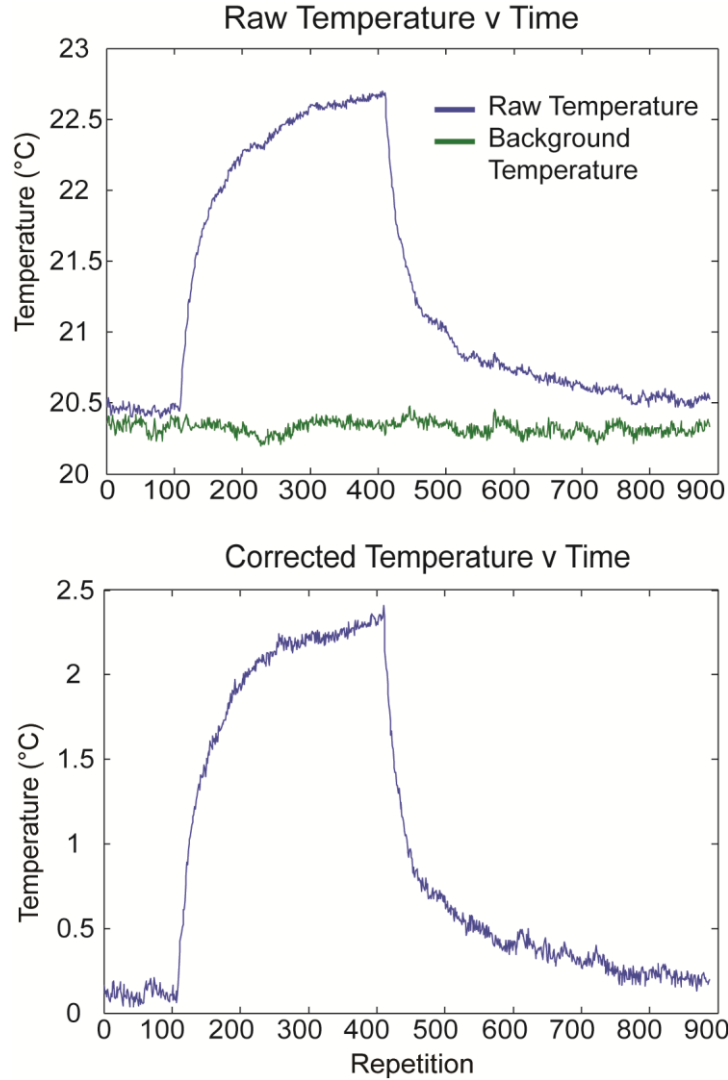 Raw Temperature v Time
23
22.5
22
21.5
21
20.5
20
Temperature (°C)
Raw Temperature
Background
Temperature
0 100 200 300 400 500 600 700 800 900
Corrected Temperature v Time
2.5
2
1.5
1
0.5
0
Temperature (°C)
0 100 200 300 400 500 600 700 800 900
Repetition